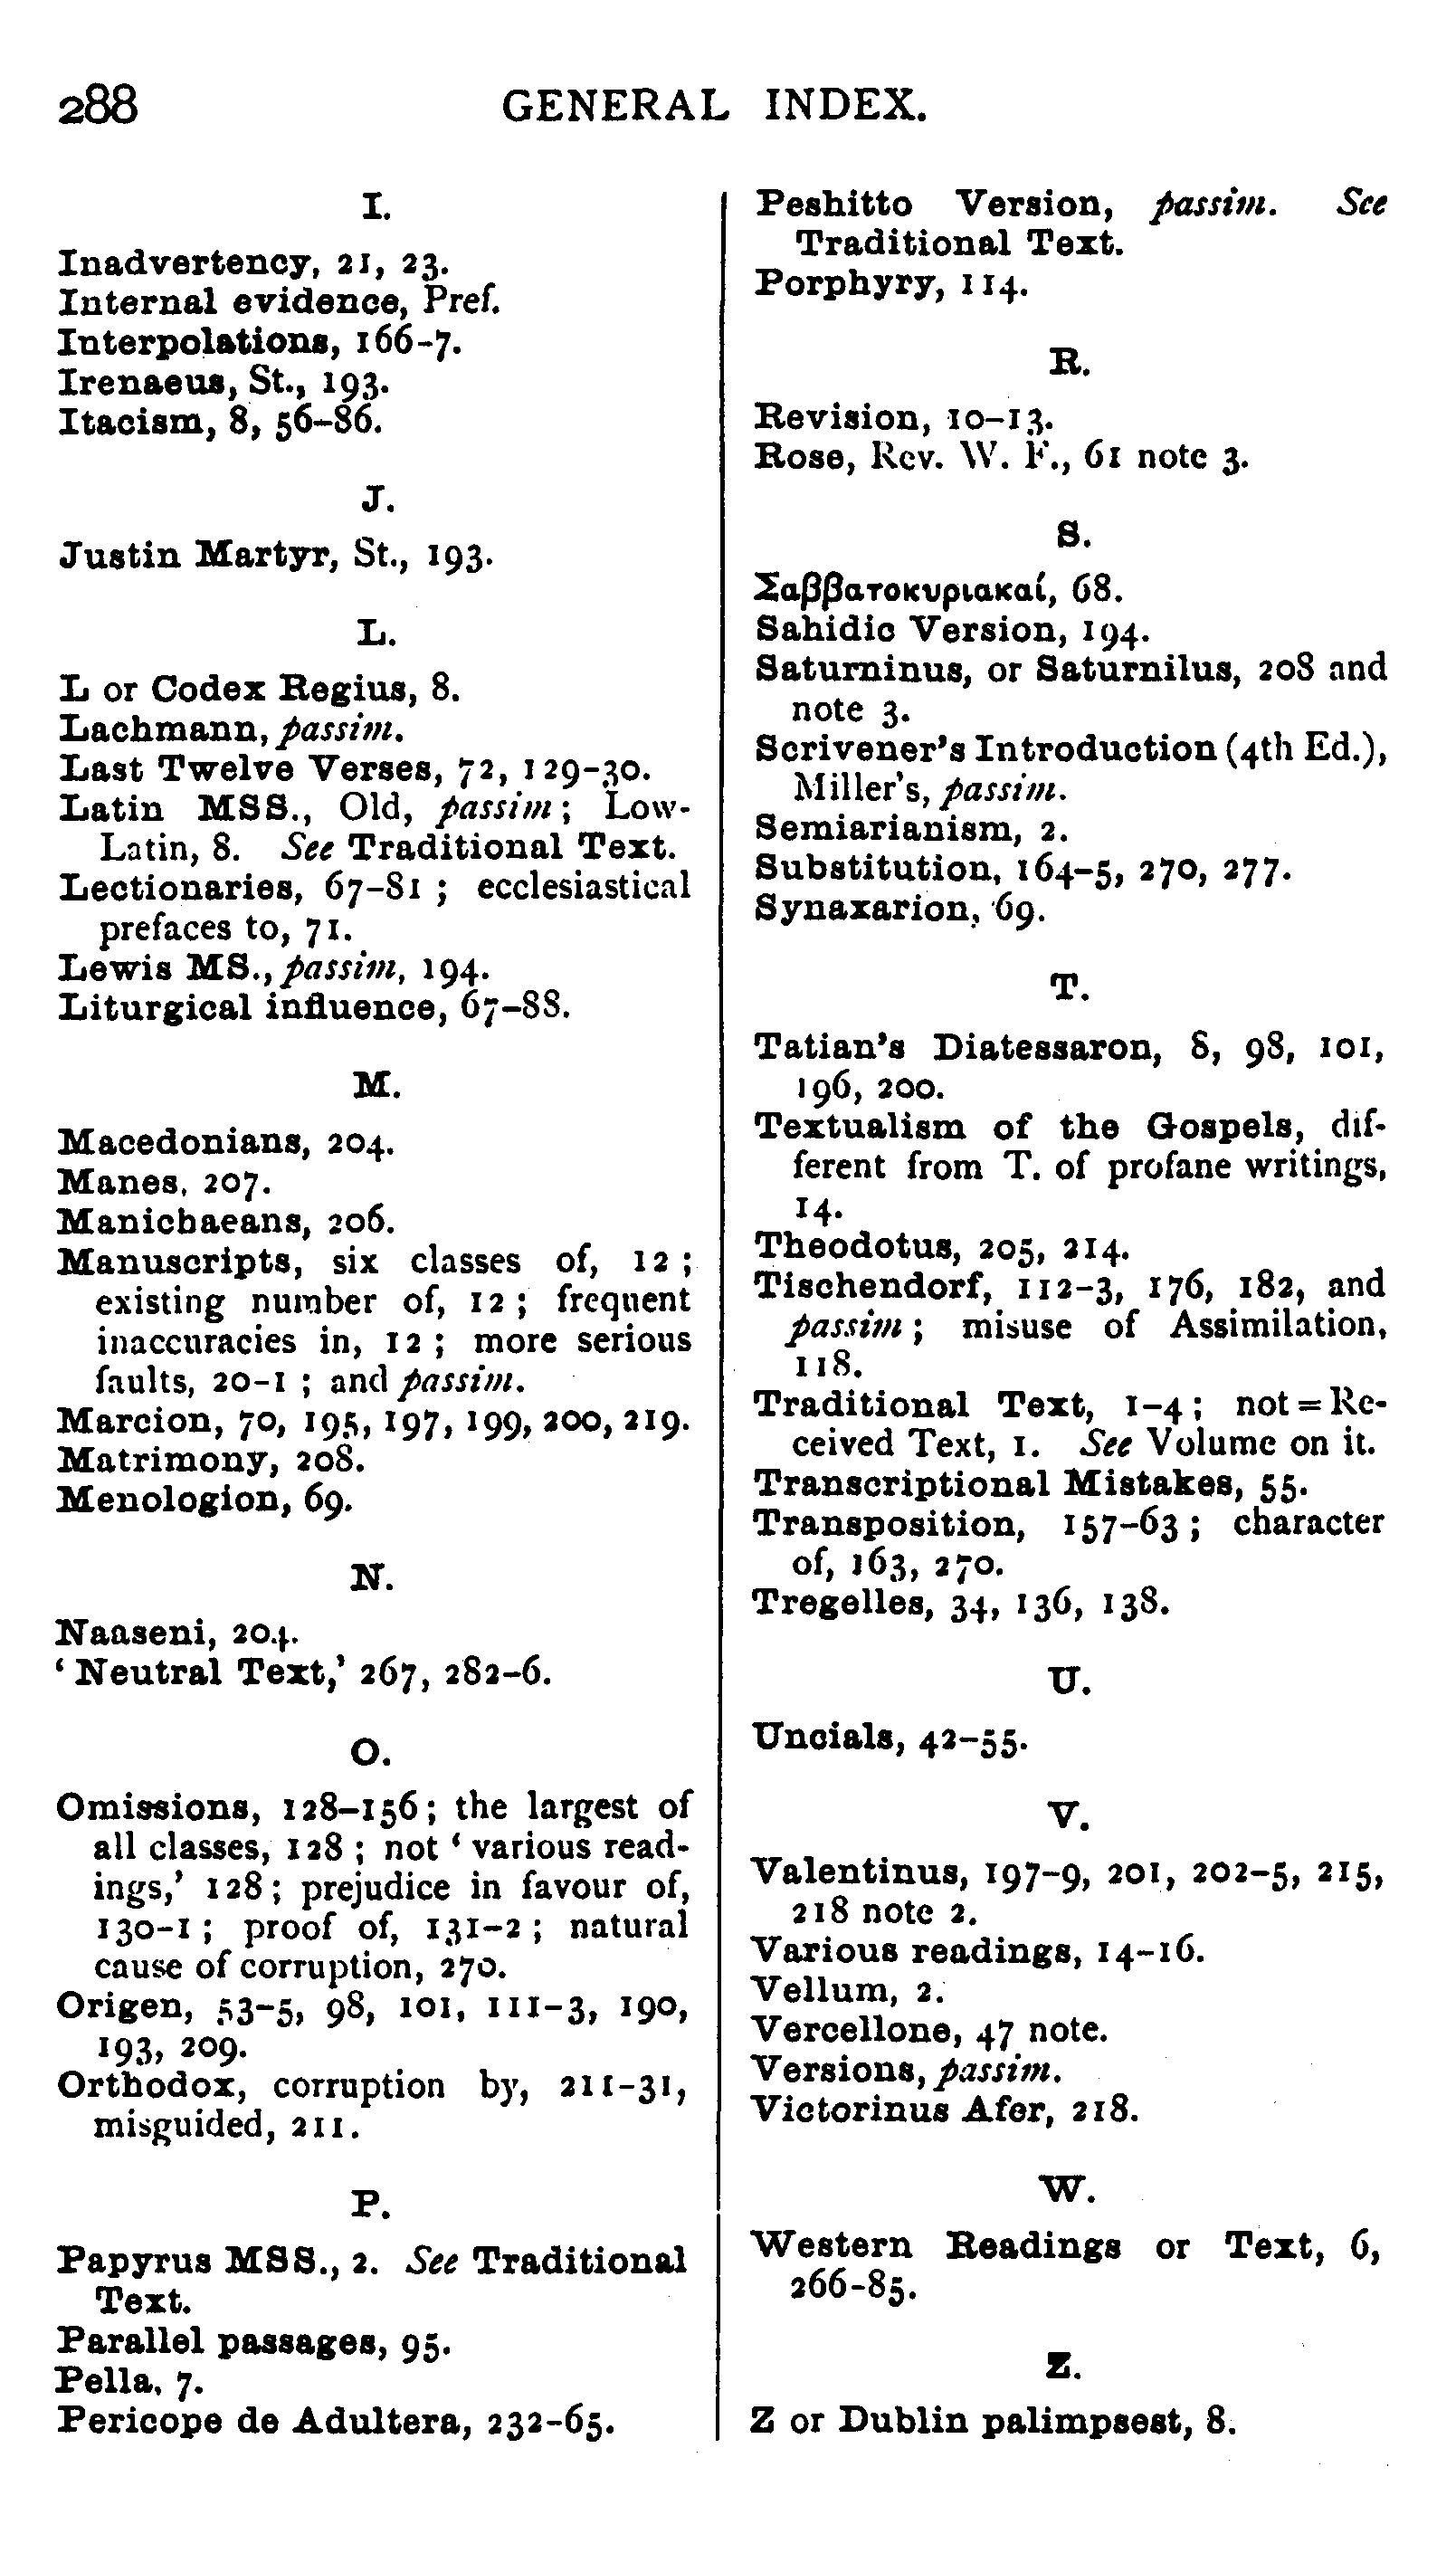 288 GENERAL INDEX.
I.
Inadvertency, 21, 23.
Internal evidence, Pref.
Interpolations, 166-7.
Irenaeus, St., 193.
Itacism, 8, 56-86.
J.
Justin Martyr, St., 193.
L.
L or Codex Regius, 8.
Lachmann, passim.
Last Twelve Verses, 72, 129-30.
Latin MSS., Old, passim; Low-
Latin, 8. See Traditional Text.
Lectionaries, 67-81; ecclesiastical
prefaces to, 71.
Lewis MS., passim, 194.
Liturgical influence, 67-88.
M.
Macedonians, 204.
Manes, 207.
Manichaeans, 206.
Manuscripts, six classes of, 12;
existing number of, 12; frequent
inaccuracies in, 12; more serious
faults, 20-1; and passim.
Marcion, 70, 195, 197, 199, 200, 219.
Matrimony, 208.
Menologion, 69.
N.
Naaseni, 204.
‘Neutral Text,’ 267, 282-6.
O.
Omissions, 128-156; the largest of
all classes, 128; not ‘various read-
ings,’ 128; prejudice in favour of,
130-1; proof of, 131-2; natural
cause of corruption, 270.
Origen, 53-5, 98, 101, 111-3, 190,
193, 209.
Orthodox, corruption by, 211-31,
misguided, 211.
P.
Papyrus MSS., 2. See Traditional
Text.
Parallel passages, 95.
Pella, 7.
Pericope de Adultera, 232-65.
Peshitto Version, passim. See
Traditional Text.
Porphyry, 114.
R.
Revision, 10-13.
Rose, Rev. W. F., 61 note 3.
S.
Σαββατοκυριακαί, 68.
Sahidic Version, 194.
Saturninus, or Saturnilus, 208 and
note 3.
Scrivener's Introduction (4th Ed.),
Miller's, passim.
Semiarianism, 2.
Substitution, 164-5, 270, 277.
Synaxarion, 69.
T.
Tatian's Diatessaron, 8, 98, 101,
196, 200.
Textualism of the Gospels, dif-
ferent from T. of profane writings,
14.
Theodotus, 205, 214.
Tischendorf, 112-3, 176, 182, and
passim; misuse of Assimilation,
118.
Traditional Text, 1-4; not = Re-
ceived Text, 1. See Volume on it.
Transcriptional Mistakes, 55.
Transposition, 157-63; character
of, 163, 270.
Tregelles, 34, 136, 138.
U.
Uncials, 42-55.
V.
Valentinus, 197-9, 201, 202-5, 215,
218 note 2.
Various readings, 14-16.
Vellum, 2.
Vercellone, 47 note.
Versions, passim.
Victorinus Afer, 218.
W.
Western Readings or Text, 6,
266-85.
Z.
Z or Dublin palimpsest, 8.